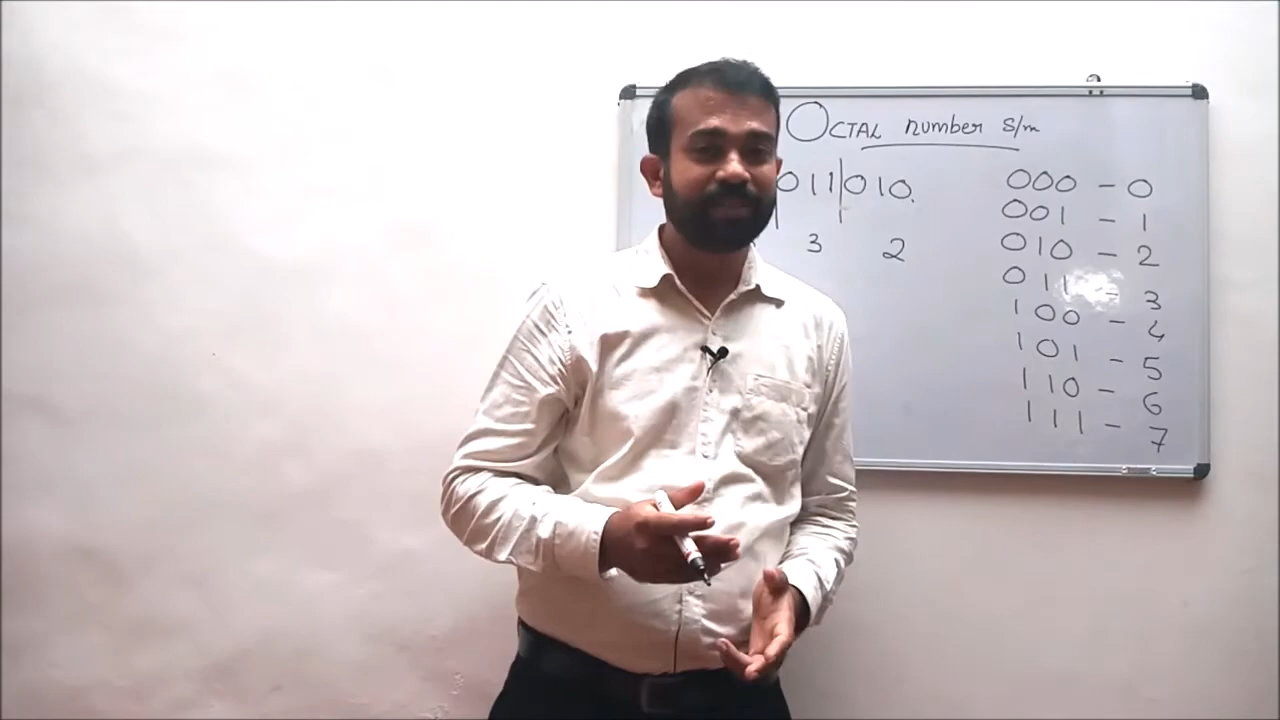 OCTAL number S/m
011|010.
3 2
000 - 0
001 - 1
010 - 2
011 - 3
100 - 4
101 - 5
110 - 6
111 - 7